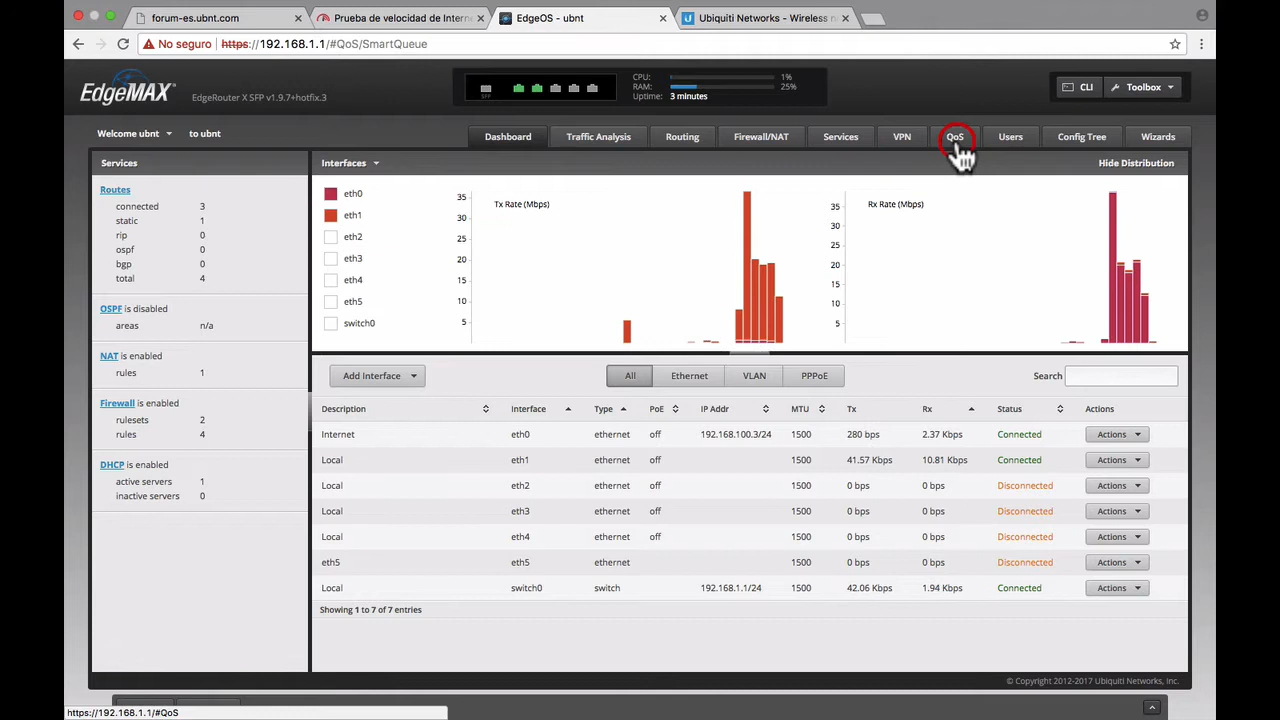 forum-es.ubnt.com
Prueba de velocidad de Intern
EdgeOS - ubnt
Ubiquiti Networks - Wireless n
No seguro
https://192.168.1.1/#QoS/SmartQueue
EdgeMAX
EdgeRouter X SFP v1.9.7+hotfix.3
SFP
CPU: 1%
RAM: 25%
Uptime: 3 minutes
CLI
Toolbox
Welcome ubnt to ubnt
Dashboard Traffic Analysis Routing Firewall/NAT Services VPN QoS Users Config Tree Wizards
Services
Routes
connected 3
static 1
rip 0
ospf 0
bgp 0
total 4
OSPF is disabled
areas n/a
NAT is enabled
rules 1
Firewall is enabled
rulesets 2
rules 4
DHCP is enabled
active servers 1
inactive servers 0
Interfaces
Hide Distribution
eth0
eth1
eth2
eth3
eth4
eth5
switch0
Tx Rate (Mbps)
35
30
25
20
15
10
5
Rx Rate (Mbps)
35
30
25
20
15
10
5
Add Interface
All Ethernet VLAN PPPoE
Search
Description Interface Type PoE IP Addr MTU Tx Rx Status Actions
Internet eth0 ethernet off 192.168.100.3/24 1500 280 bps 2.37 Kbps Connected Actions
Local eth1 ethernet off 1500 41.57 Kbps 10.81 Kbps Connected Actions
Local eth2 ethernet off 1500 0 bps 0 bps Disconnected Actions
Local eth3 ethernet off 1500 0 bps 0 bps Disconnected Actions
Local eth4 ethernet off 1500 0 bps 0 bps Disconnected Actions
eth5 eth5 ethernet 1500 0 bps 0 bps Disconnected Actions
Local switch0 switch 192.168.1.1/24 1500 42.06 Kbps 1.94 Kbps Connected Actions
Showing 1 to 7 of 7 entries
© Copyright 2012-2017 Ubiquiti Networks, Inc.
https://192.168.1.1/#QoS